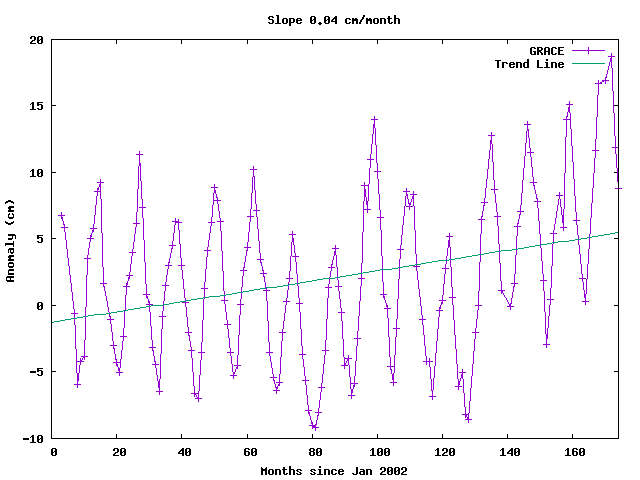 Slope 0.04 cm/month
20
GRACE
Trend Line
15
10
5
0
-5
-10
Anomaly (cm)
0 20 40 60 80 100 120 140 160
Months since Jan 2002